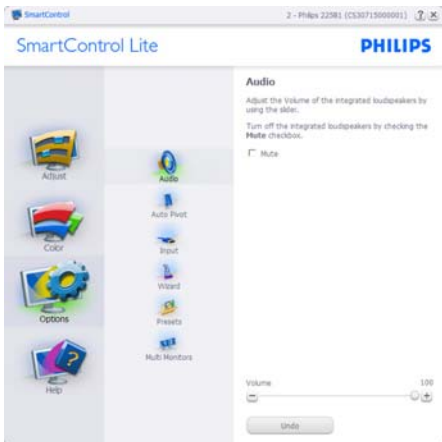 SmartControl
2 - Philips 225B1 (CS30715000001)
? X
SmartControl Lite
PHILIPS
Adjust
Color
Options
Help
?
Audio
Auto Pivot
Input
Wizard
Presets
Multi Monitors
Audio
Adjust the Volume of the integrated loudspeakers by
using the slider.
Turn off the integrated loudspeakers by checking the
Mute checkbox.
Mute
Volume
100
Undo